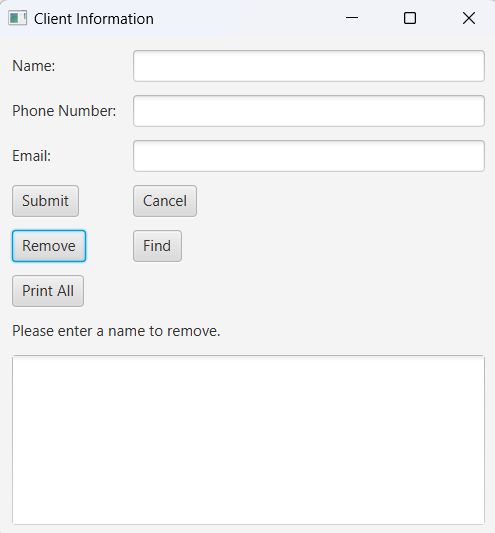 Client Information
Name:
Phone Number:
Email:
Submit Cancel
Remove Find
Print All
Please enter a name to remove.